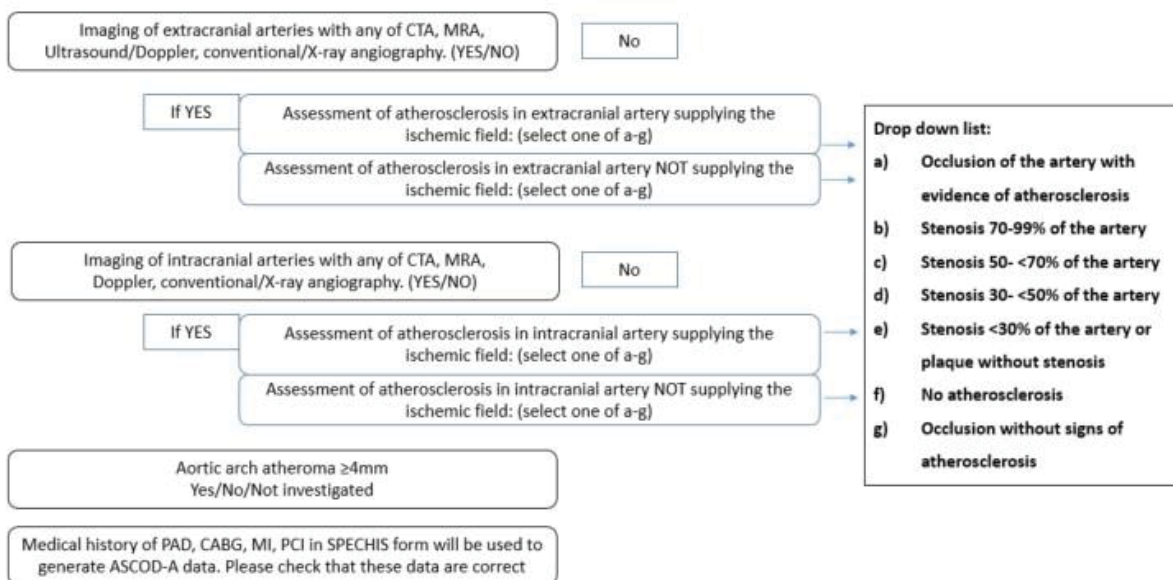 Imaging of extracranial arteries with any of CTA, MRA,
Ultrasound/Doppler, conventional/X-ray angiography. (YES/NO)
No
If YES
Assessment of atherosclerosis in extracranial artery supplying the
ischemic field: (select one of a-g)
Assessment of atherosclerosis in extracranial artery NOT supplying the
ischemic field: (select one of a-g)
Imaging of intracranial arteries with any of CTA, MRA,
Doppler, conventional/X-ray angiography. (YES/NO)
No
If YES
Assessment of atherosclerosis in intracranial artery supplying the
ischemic field: (select one of a-g)
Assessment of atherosclerosis in intracranial artery NOT supplying the
ischemic field: (select one of a-g)
Aortic arch atheroma ≥4mm
Yes/No/Not investigated
Medical history of PAD, CABG, MI, PCI in SPECHIS form will be used to
generate ASCOD-A data. Please check that these data are correct
Drop down list:
a) Occlusion of the artery with
evidence of atherosclerosis
b) Stenosis 70-99% of the artery
c) Stenosis 50- <70% of the artery
d) Stenosis 30- <50% of the artery
e) Stenosis <30% of the artery or
plaque without stenosis
f) No atherosclerosis
g) Occlusion without signs of
atherosclerosis